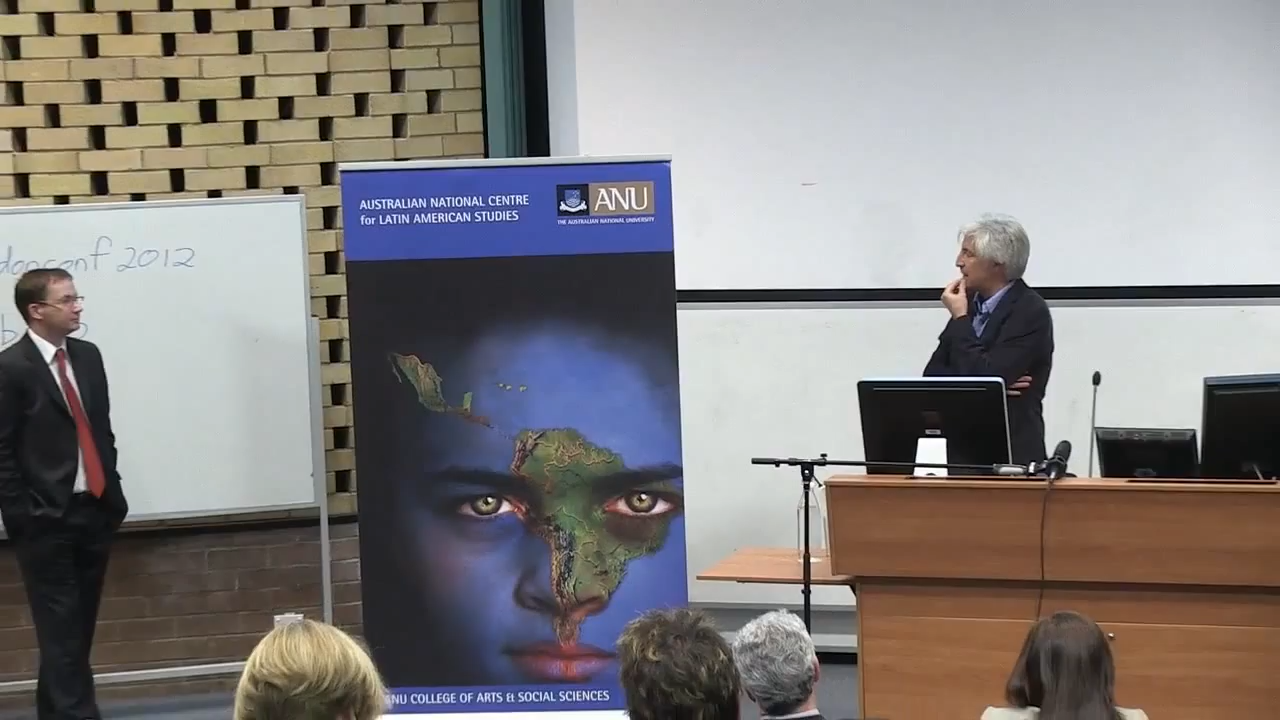 AUSTRALIAN NATIONAL CENTRE
for LATIN AMERICAN STUDIES
ANU
THE AUSTRALIAN NATIONAL UNIVERSITY
2012
ANU COLLEGE OF ARTS & SOCIAL SCIENCES